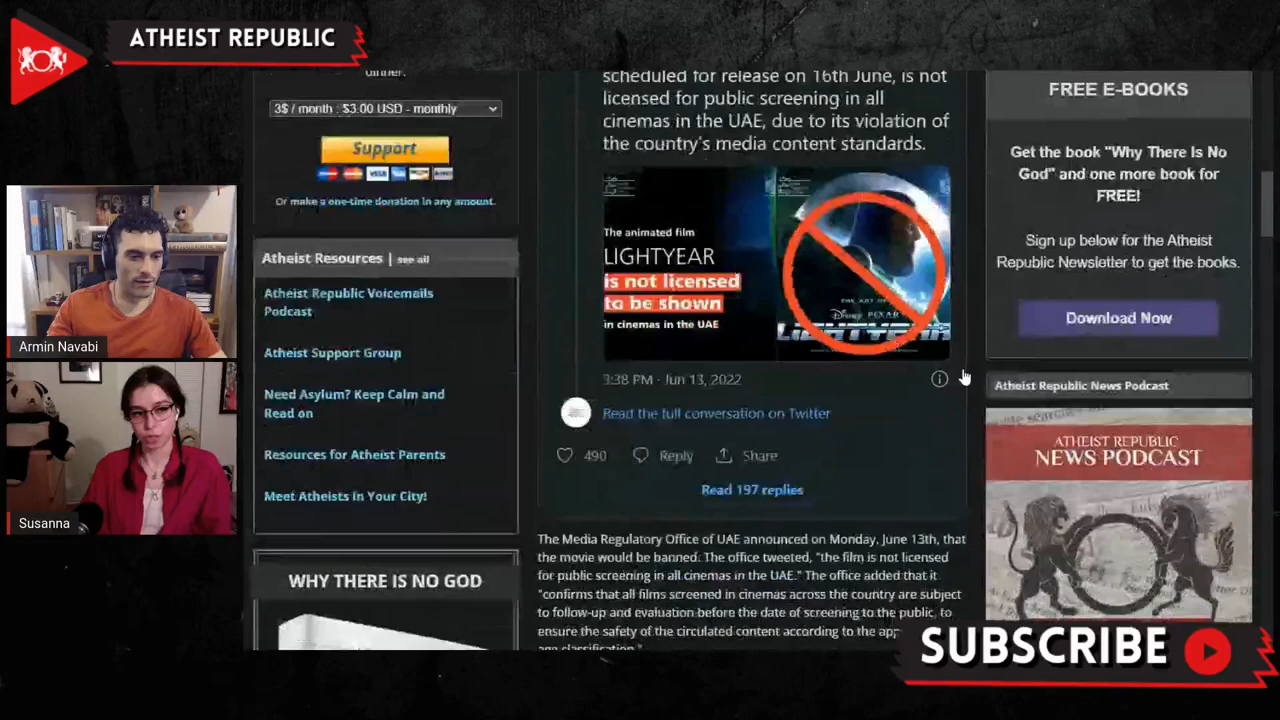 ATHEIST REPUBLIC
dinner.
3$ / month : $3.00 USD - monthly
Support
VISA
Or make a one-time donation in any amount.
Atheist Resources | see all
Atheist Republic Voicemails
Podcast
Atheist Support Group
Need Asylum? Keep Calm and
Read on
Resources for Atheist Parents
Meet Atheists in Your City!
WHY THERE IS NO GOD
Armin Navabi
Susanna
scheduled for release on 16th June, is not
licensed for public screening in all
cinemas in the UAE, due to its violation of
the country's media content standards.
The animated film
LIGHTYEAR
is not licensed
to be shown
in cinemas in the UAE
THE ART OF
Disney PIXAR
LIGHTYEAR
3:38 PM · Jun 13, 2022
Read the full conversation on Twitter
490 Reply Share
Read 197 replies
The Media Regulatory Office of UAE announced on Monday, June 13th, that
the movie would be banned. The office tweeted, "the film is not licensed
for public screening in all cinemas in the UAE." The office added that it
"confirms that all films screened in cinemas across the country are subject
to follow-up and evaluation before the date of screening to the public, to
ensure the safety of the circulated content according to the
age classification."
FREE E-BOOKS
Get the book "Why There Is No
God" and one more book for
FREE!
Sign up below for the Atheist
Republic Newsletter to get the books.
Download Now
Atheist Republic News Podcast
ATHEIST REPUBLIC
NEWS PODCAST
SUBSCRIBE